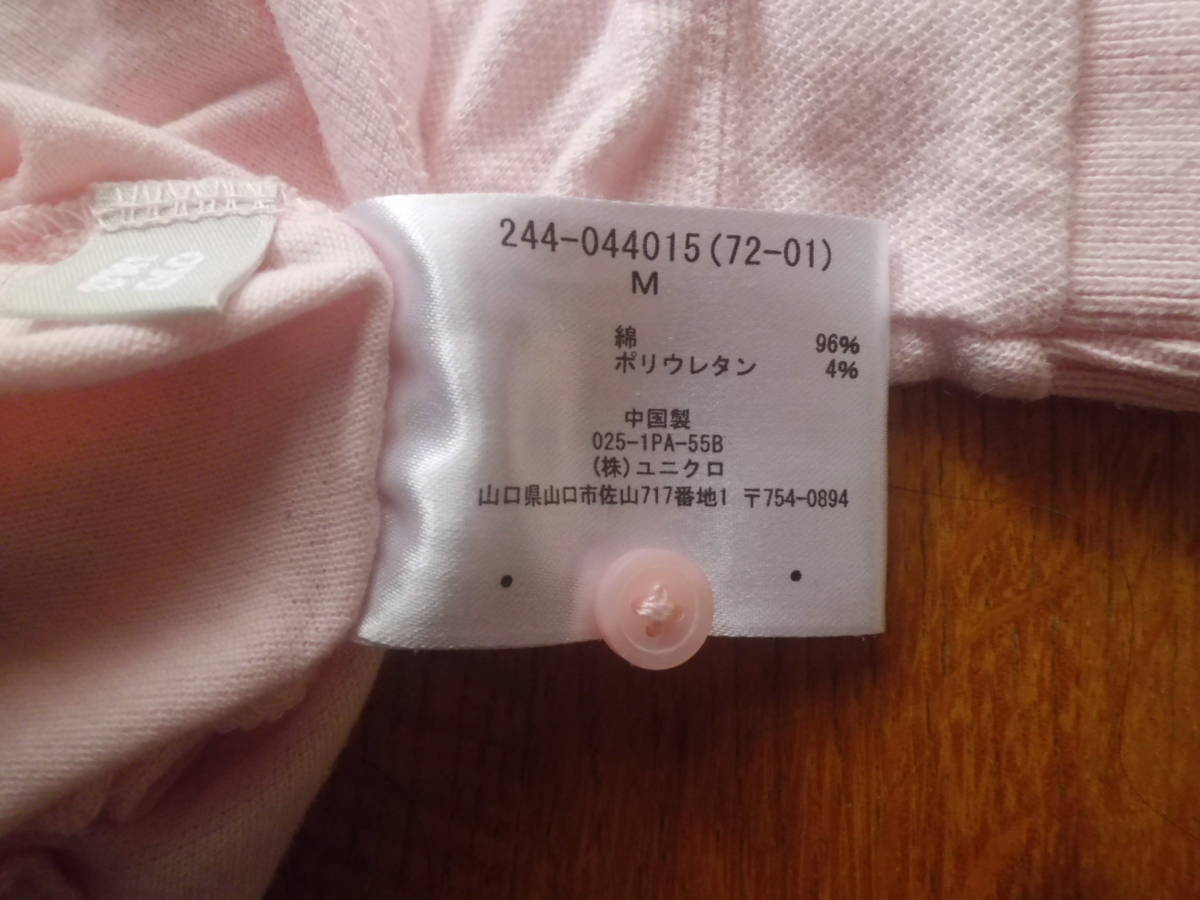 244-044015(72-01)
M
綿 96%
ポリウレタン 4%
中国製
025-1PA-55B
(株)ユニクロ
山口県山口市佐山717番地1 〒754-0894